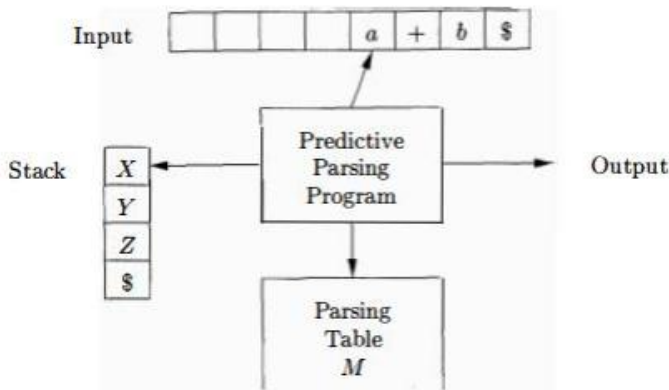 Input a + b $
Predictive
Parsing
Program
Stack X
Y
Z
$
Output
Parsing
Table
M